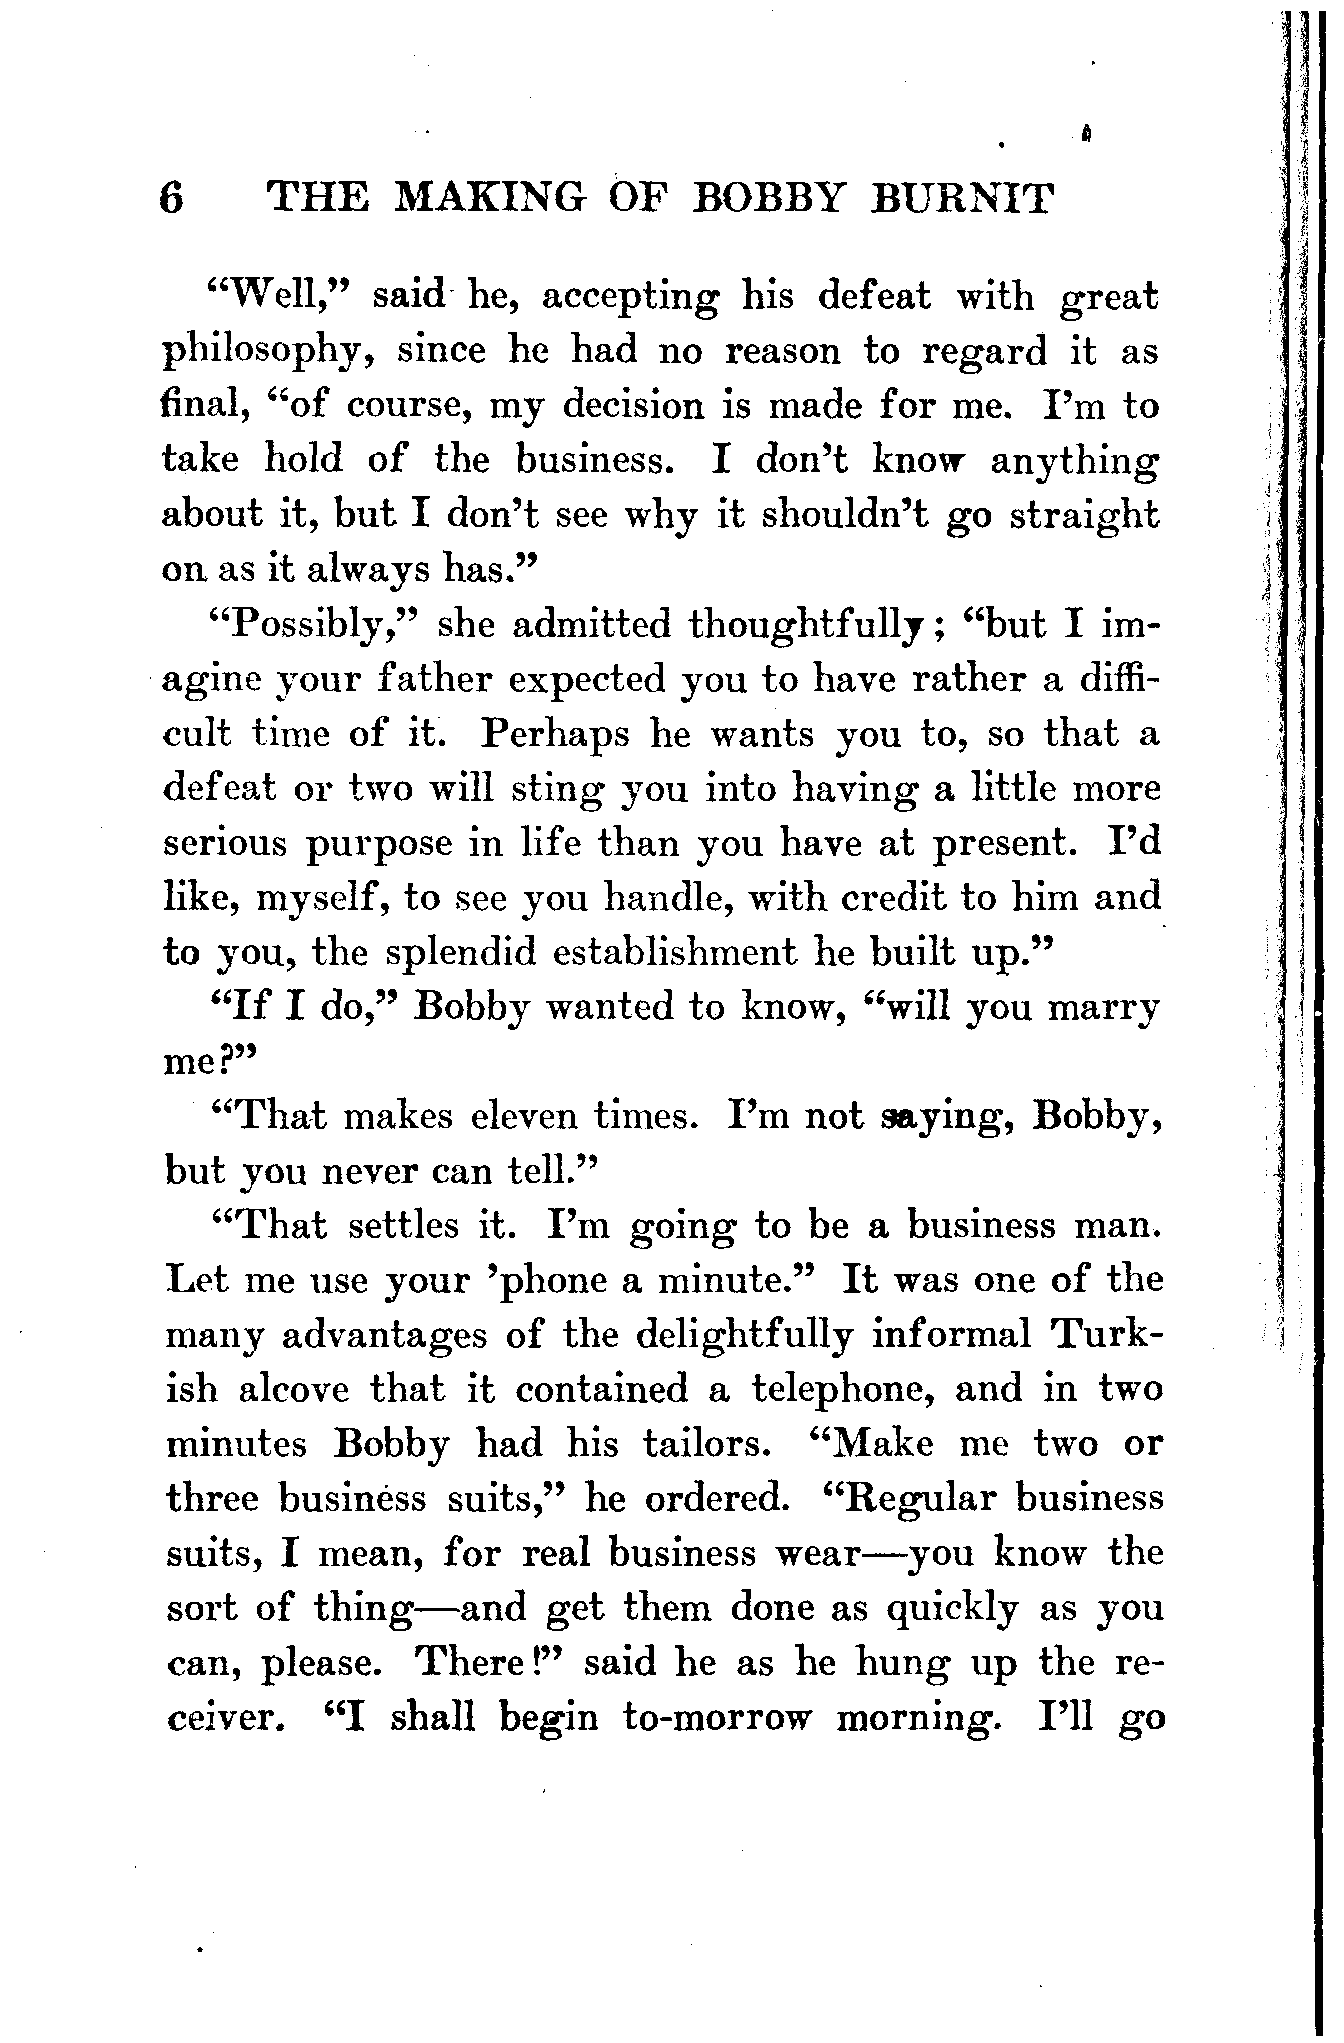 6 THE MAKING OF BOBBY BURNIT
“Well,” said he, accepting his defeat with great
philosophy, since he had no reason to regard it as
final, “of course, my decision is made for me. I’m to
take hold of the business. I don’t know anything
about it, but I don’t see why it shouldn’t go straight
on as it always has.”
“Possibly,” she admitted thoughtfully; “but I im-
agine your father expected you to have rather a diffi-
cult time of it. Perhaps he wants you to, so that a
defeat or two will sting you into having a little more
serious purpose in life than you have at present. I’d
like, myself, to see you handle, with credit to him and
to you, the splendid establishment he built up.”
“If I do,” Bobby wanted to know, “will you marry
me?”
“That makes eleven times. I’m not saying, Bobby,
but you never can tell.”
“That settles it. I’m going to be a business man.
Let me use your ’phone a minute.” It was one of the
many advantages of the delightfully informal Turk-
ish alcove that it contained a telephone, and in two
minutes Bobby had his tailors. “Make me two or
three business suits,” he ordered. “Regular business
suits, I mean, for real business wear—you know the
sort of thing—and get them done as quickly as you
can, please. There!” said he as he hung up the re-
ceiver. “I shall begin to-morrow morning. I’ll go